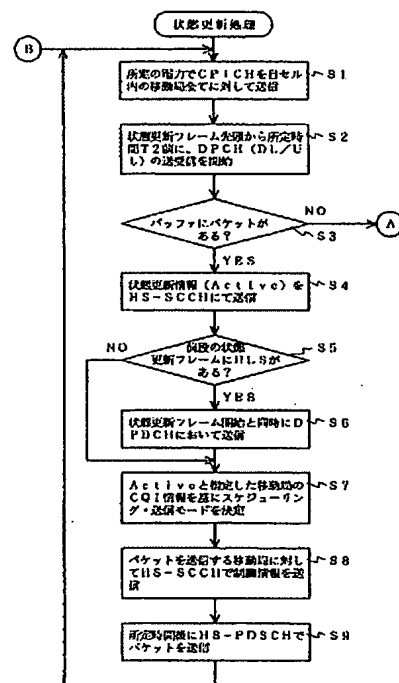 状態更新処理
B
所定の電力でCPICHを自セル
内の移動局全てに対して送信
S1
状態更新フレーム先頭から所定時
間T2前に、DPCH(DL/U
L)の送受信を開始
S2
バッファにパケットが
ある?
NO
A
S3
YES
状態更新情報(Active)を
HS-SCCHにて送信
S4
NO
前段の状態
更新フレームにHLSが
ある?
S5
YES
状態更新フレーム開始と同時にD
PDCHにおいて送信
S6
Activeと指定した移動局の
CQI情報を基にスケジューリン
グ・送信モードを決定
S7
パケットを送信する移動局に対し
てHS-SCCHで制御情報を送
信
S8
所定時間後にHS-PDSCHで
パケットを送信
S9